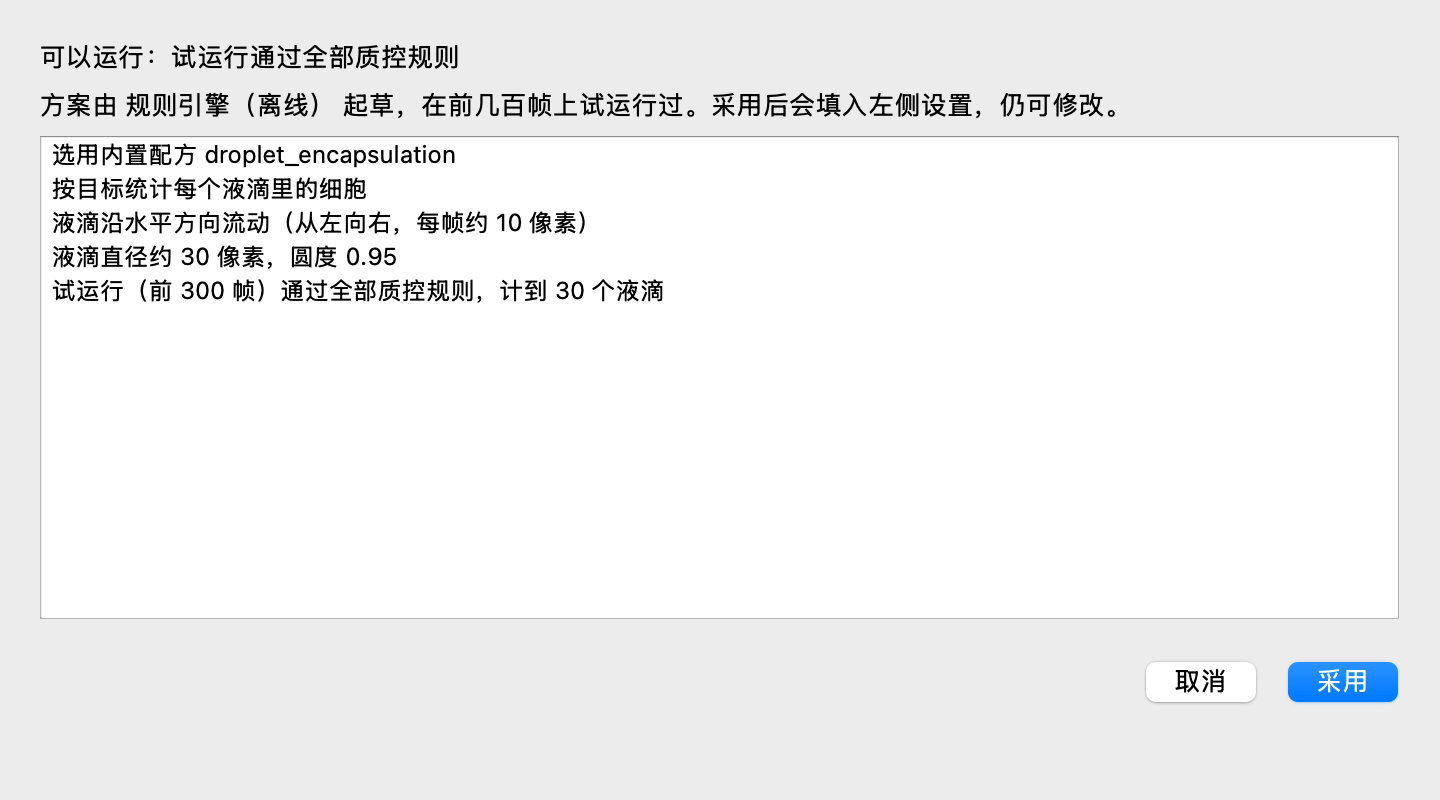 可以运行：试运行通过全部质控规则
方案由 规则引擎（离线） 起草，在前几百帧上试运行过。采用后会填入左侧设置，仍可修改。
选用内置配方 droplet_encapsulation
按目标统计每个液滴里的细胞
液滴沿水平方向流动（从左向右，每帧约 10 像素）
液滴直径约 30 像素，圆度 0.95
试运行（前 300 帧）通过全部质控规则，计到 30 个液滴
取消
采用